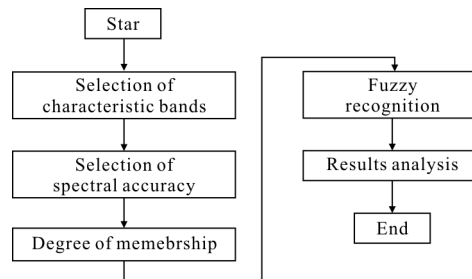 Star
Selection of
characteristic bands
Selection of
spectral accuracy
Degree of memebrship
Fuzzy
recognition
Results analysis
End